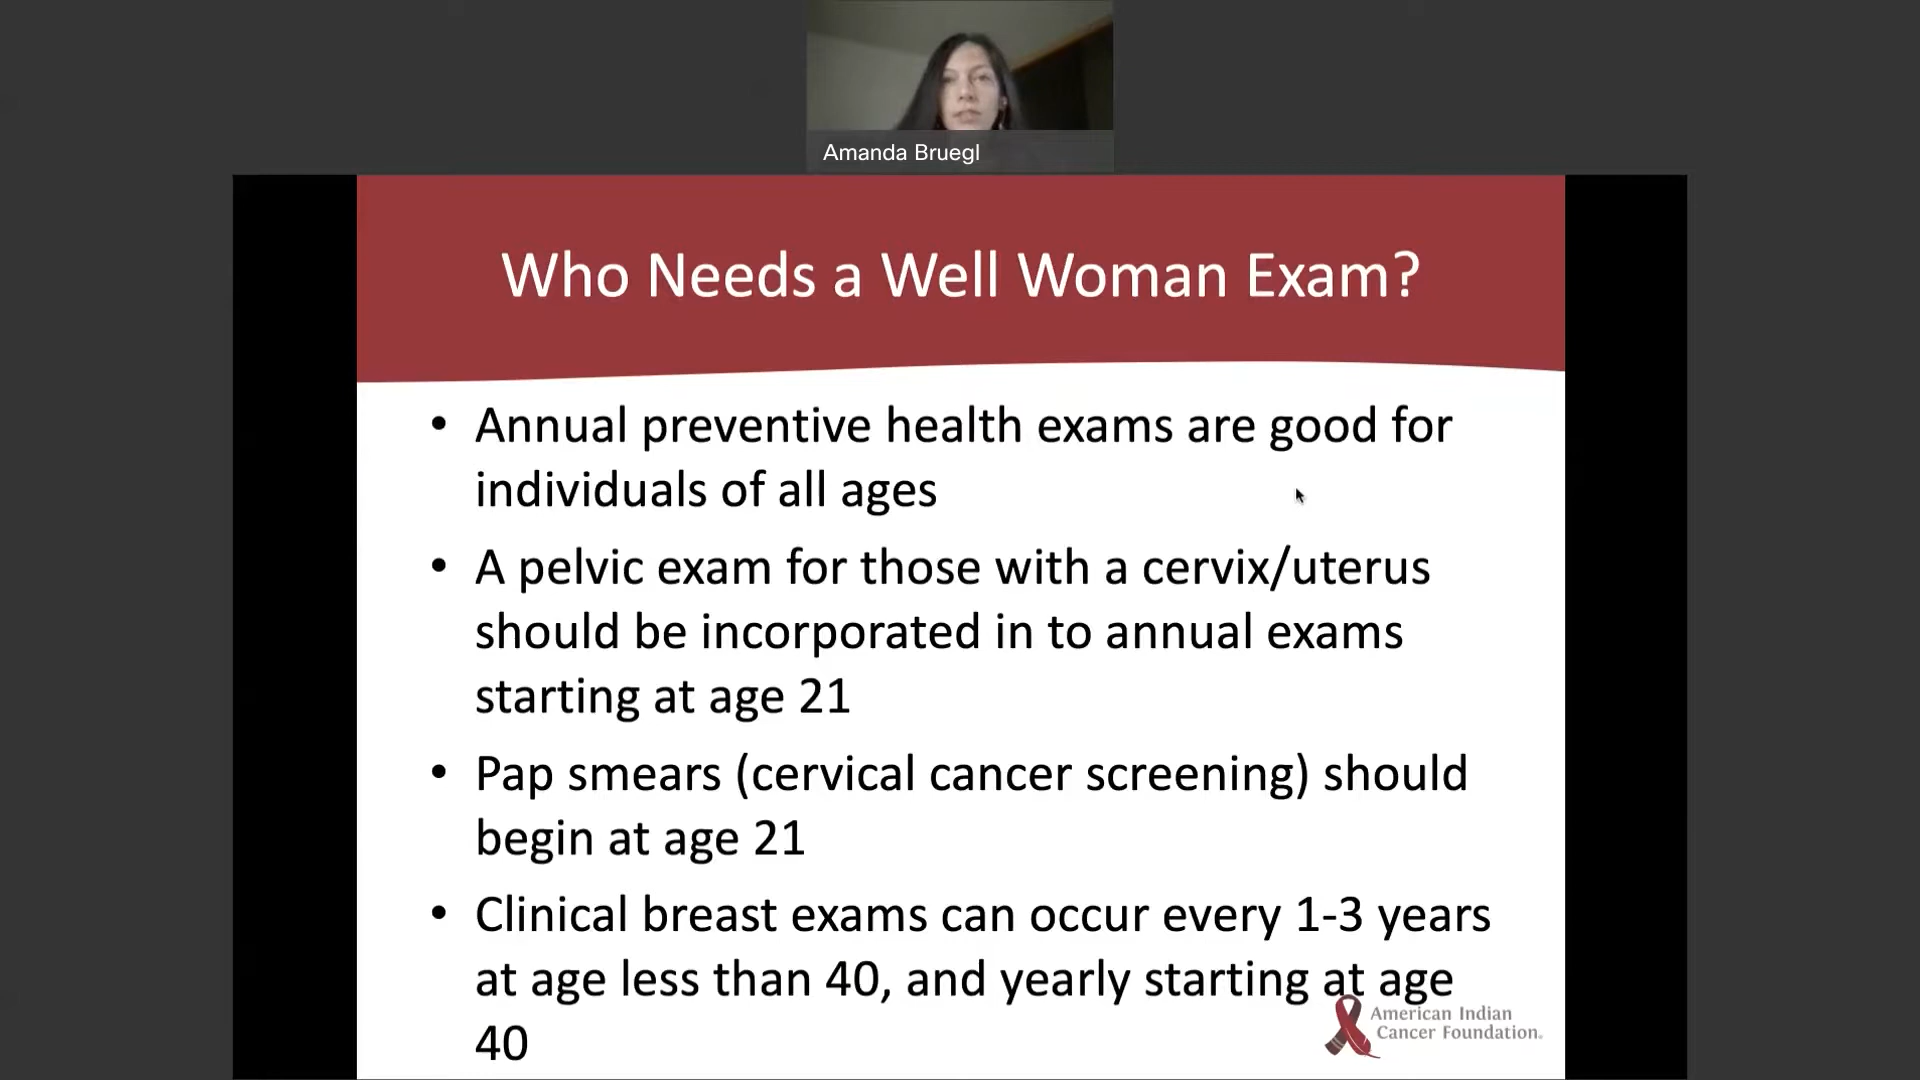 Amanda Bruegl
Who Needs a Well Woman Exam?
• Annual preventive health exams are good for
individuals of all ages
• A pelvic exam for those with a cervix/uterus
should be incorporated in to annual exams
starting at age 21
• Pap smears (cervical cancer screening) should
begin at age 21
• Clinical breast exams can occur every 1-3 years
at age less than 40, and yearly starting at age
40
American Indian
Cancer Foundation.